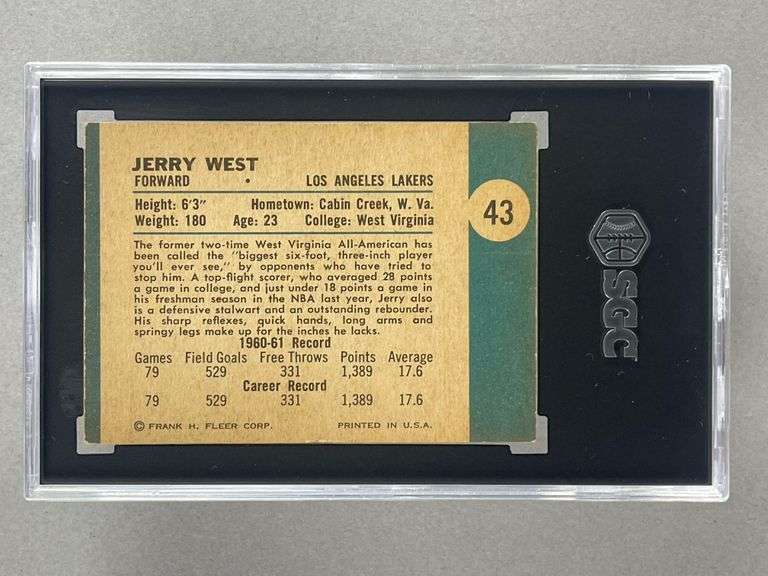 JERRY WEST
FORWARD • LOS ANGELES LAKERS
Height: 6'3" Hometown: Cabin Creek, W. Va.
Weight: 180 Age: 23 College: West Virginia
43
The former two-time West Virginia All-American has
been called the "biggest six-foot, three-inch player
you'll ever see," by opponents who have tried to
stop him. A top-flight scorer, who averaged 28 points
a game in college, and just under 18 points a game in
his freshman season in the NBA last year, Jerry also
is a defensive stalwart and an outstanding rebounder.
His sharp reflexes, quick hands, long arms and
springy legs make up for the inches he lacks.
1960-61 Record
Games Field Goals Free Throws Points Average
79 529 331 1,389 17.6
Career Record
79 529 331 1,389 17.6
© FRANK H. FLEER CORP. PRINTED IN U.S.A.
SGC